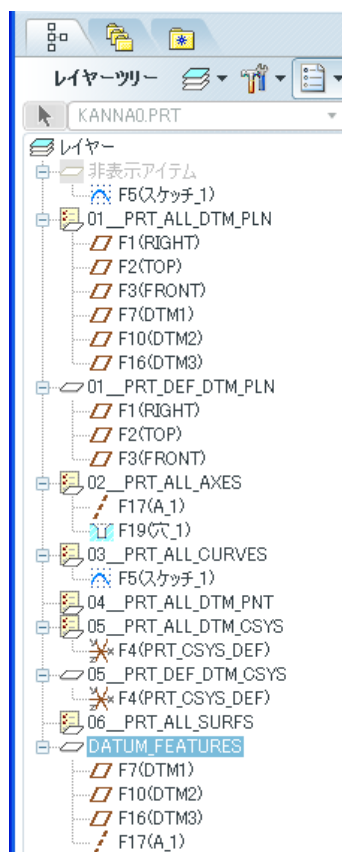 レイヤーツリー
KANNA0.PRT
レイヤー
非表示アイテム
F5(スケッチ_1)
01__PRT_ALL_DTM_PLN
F1(RIGHT)
F2(TOP)
F3(FRONT)
F7(DTM1)
F10(DTM2)
F16(DTM3)
01__PRT_DEF_DTM_PLN
F1(RIGHT)
F2(TOP)
F3(FRONT)
02__PRT_ALL_AXES
F17(A_1)
F19(穴_1)
03__PRT_ALL_CURVES
F5(スケッチ_1)
04__PRT_ALL_DTM_PNT
05__PRT_ALL_DTM_CSYS
F4(PRT_CSYS_DEF)
05__PRT_DEF_DTM_CSYS
F4(PRT_CSYS_DEF)
06__PRT_ALL_SURFS
DATUM_FEATURES
F7(DTM1)
F10(DTM2)
F16(DTM3)
F17(A_1)